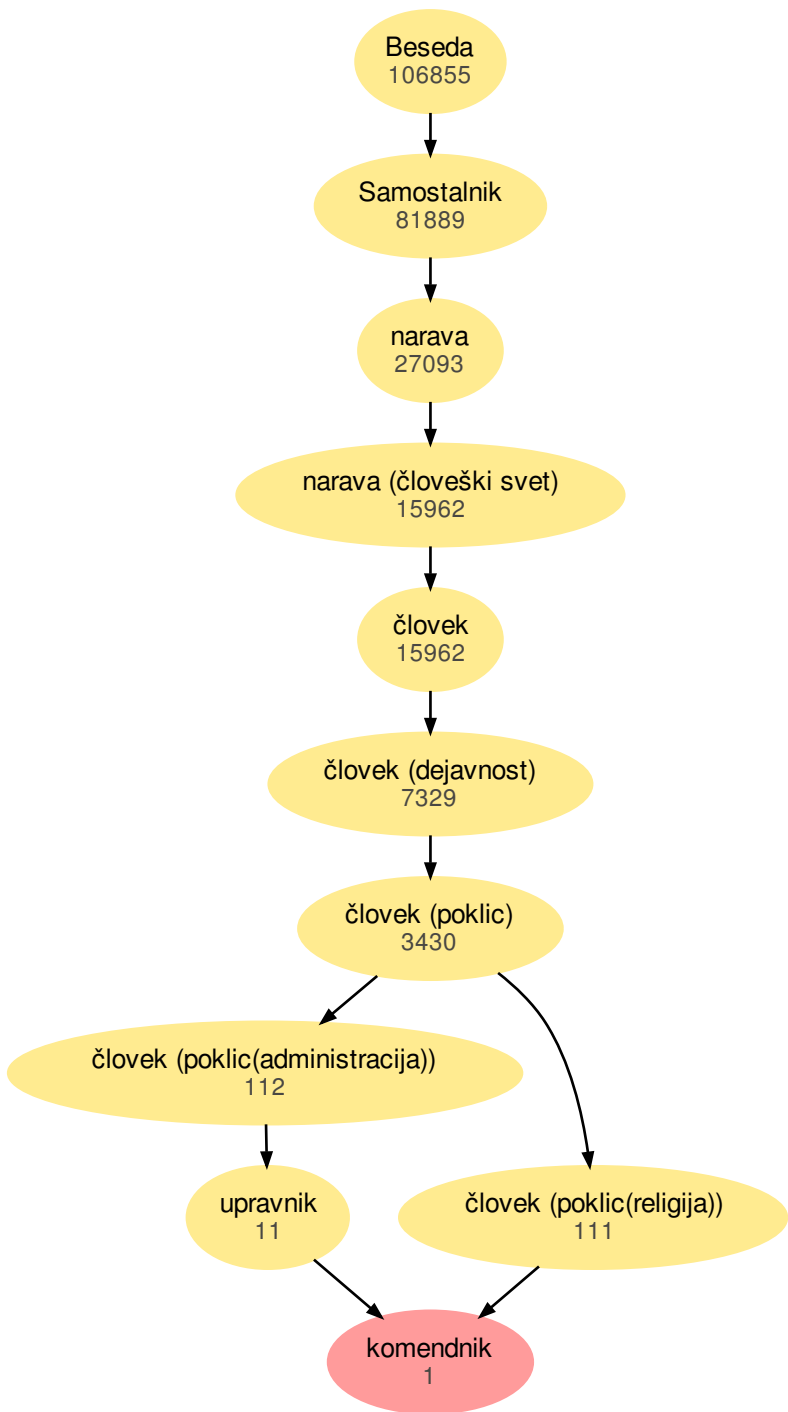 Beseda
106855
Samostalnik
81889
narava
27093
narava (človeški svet)
15962
človek
15962
človek (dejavnost)
7329
človek (poklic)
3430
človek (poklic(administracija))
112
upravnik
11
človek (poklic(religija))
111
komendnik
1